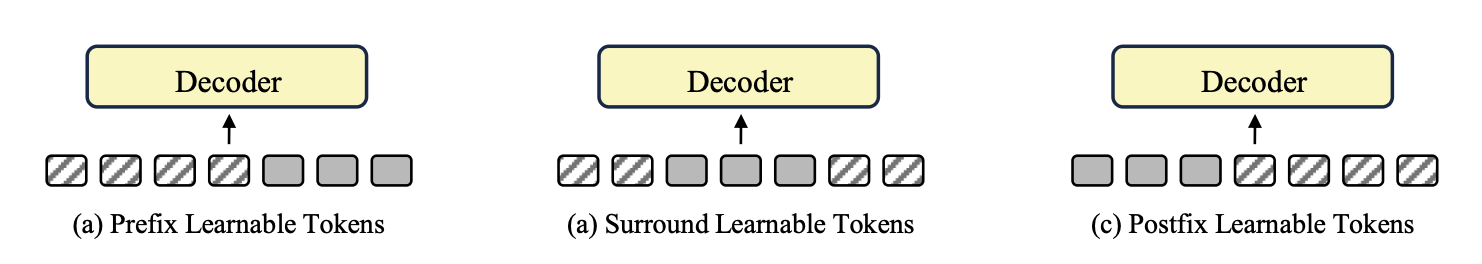 Decoder
Decoder
Decoder
(a) Prefix Learnable Tokens
(a) Surround Learnable Tokens
(c) Postfix Learnable Tokens